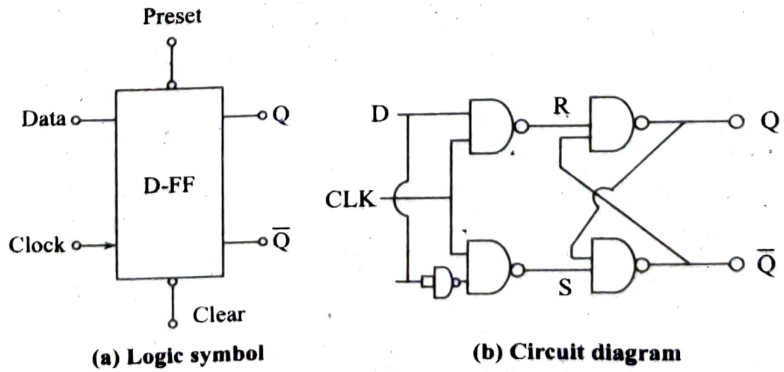 Preset
Data
Q
D-FF
Clock
Q̅
Clear
(a) Logic symbol
D
R
Q
CLK
S
Q̅
(b) Circuit diagram